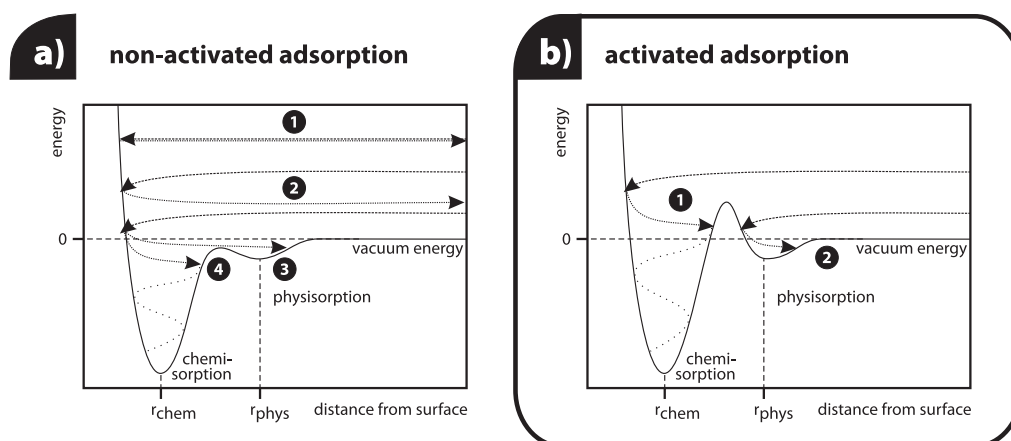 a) non-activated adsorption
energy
1
2
0
vacuum energy
4
3
physisorption
chemi-
sorption
rchem
rphys
distance from surface
b) activated adsorption
energy
1
0
vacuum energy
2
physisorption
chemi-
sorption
rchem
rphys
distance from surface